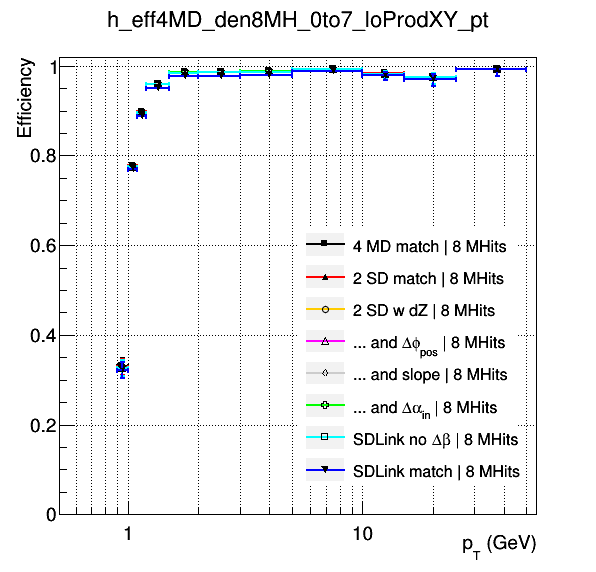 h_eff4MD_den8MH_0to7_loProdXY_pt
Efficiency
1
0.8
0.6
0.4
0.2
0
4 MD match | 8 MHits
2 SD match | 8 MHits
2 SD w dZ | 8 MHits
... and Δϕpos | 8 MHits
... and slope | 8 MHits
... and Δαin | 8 MHits
SDLink no Δβ | 8 MHits
SDLink match | 8 MHits
1 10
pT (GeV)